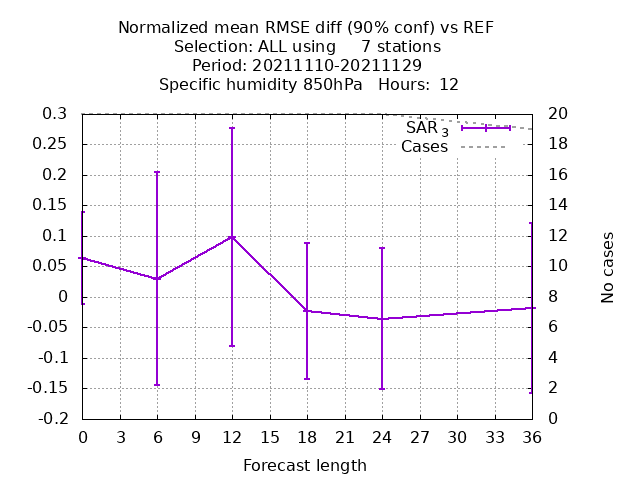 Normalized mean RMSE diff (90% conf) vs REF
Selection: ALL using     7 stations
Period: 20211110-20211129
Specific humidity 850hPa   Hours:  12
0.3
0.25
0.2
0.15
0.1
0.05
0
-0.05
-0.1
-0.15
-0.2
20
18
16
14
12
10
8
6
4
2
0
SAR 3
Cases
No cases
0 3 6 9 12 15 18 21 24 27 30 33 36
Forecast length